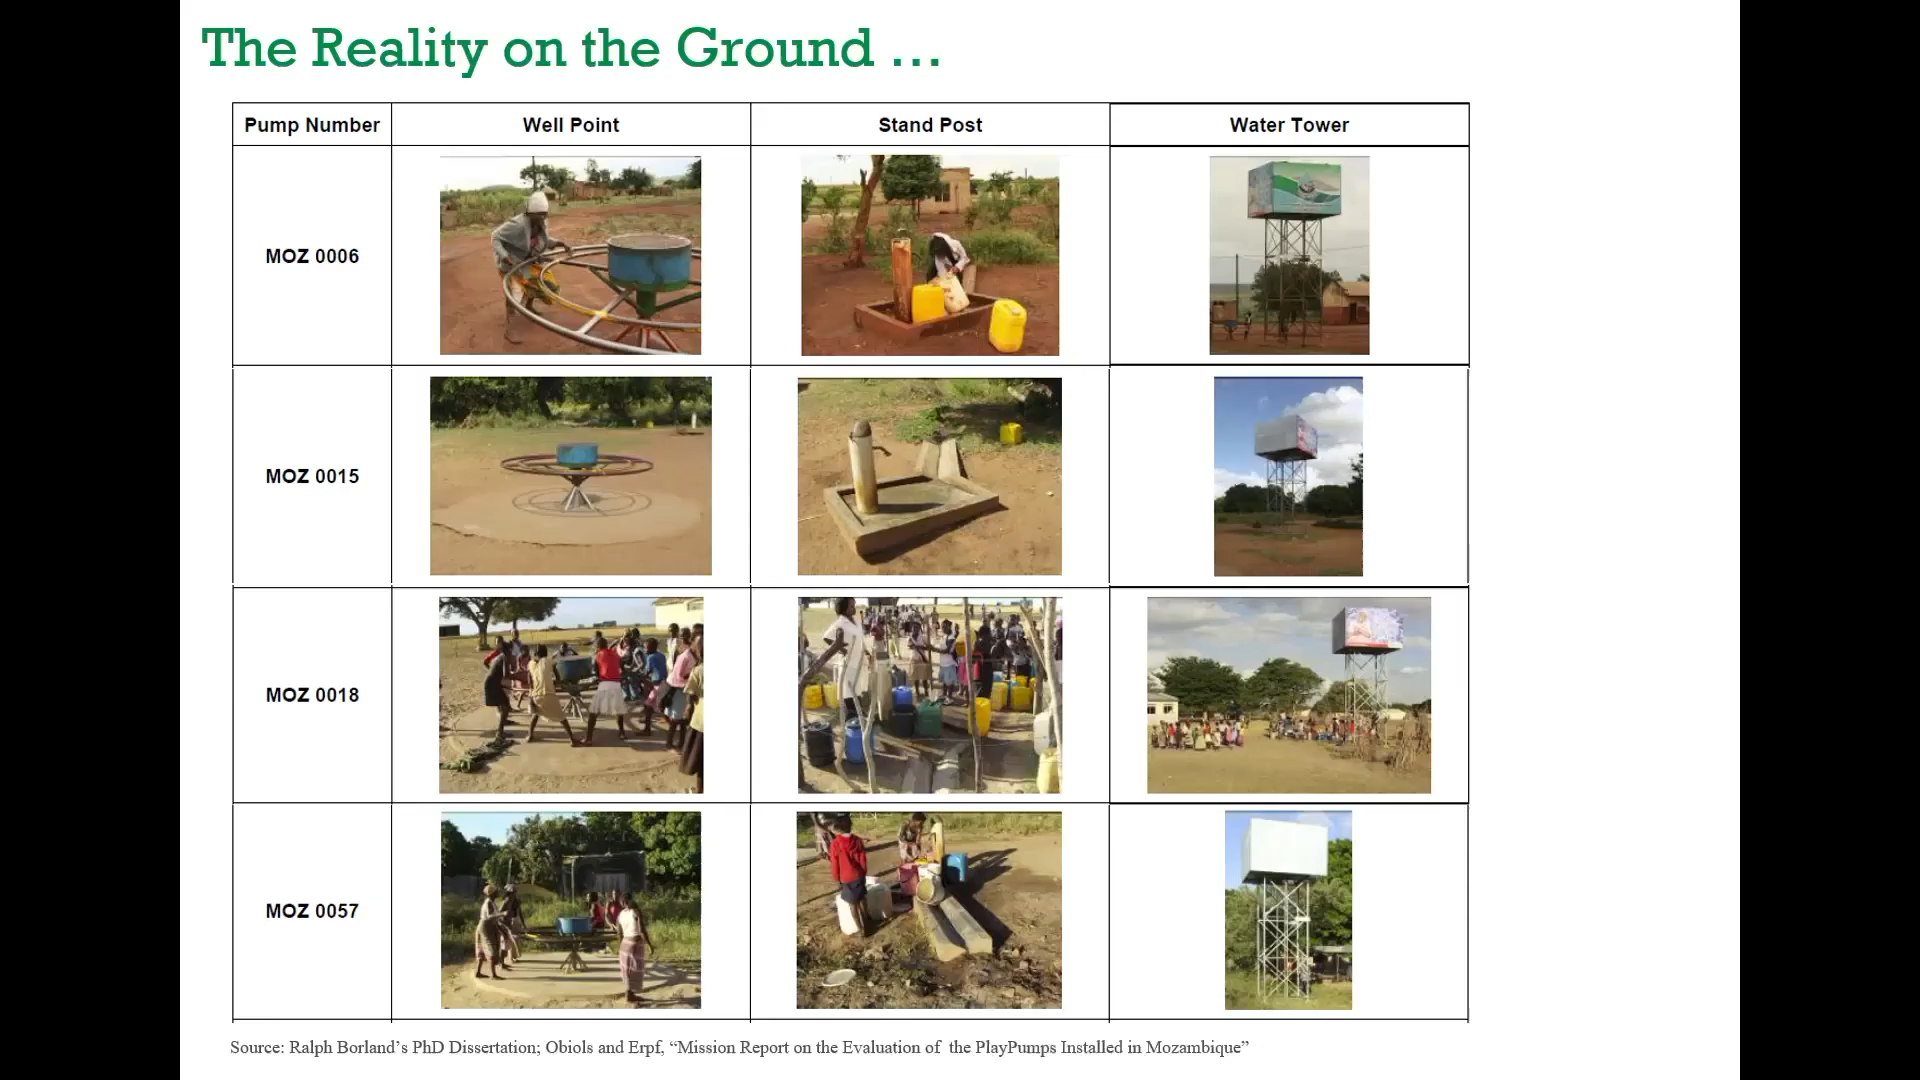 The Reality on the Ground ...
Pump Number Well Point Stand Post Water Tower
MOZ 0006
MOZ 0015
MOZ 0018
MOZ 0057
Source: Ralph Borland’s PhD Dissertation; Obiols and Erpf, “Mission Report on the Evaluation of the PlayPumps Installed in Mozambique”